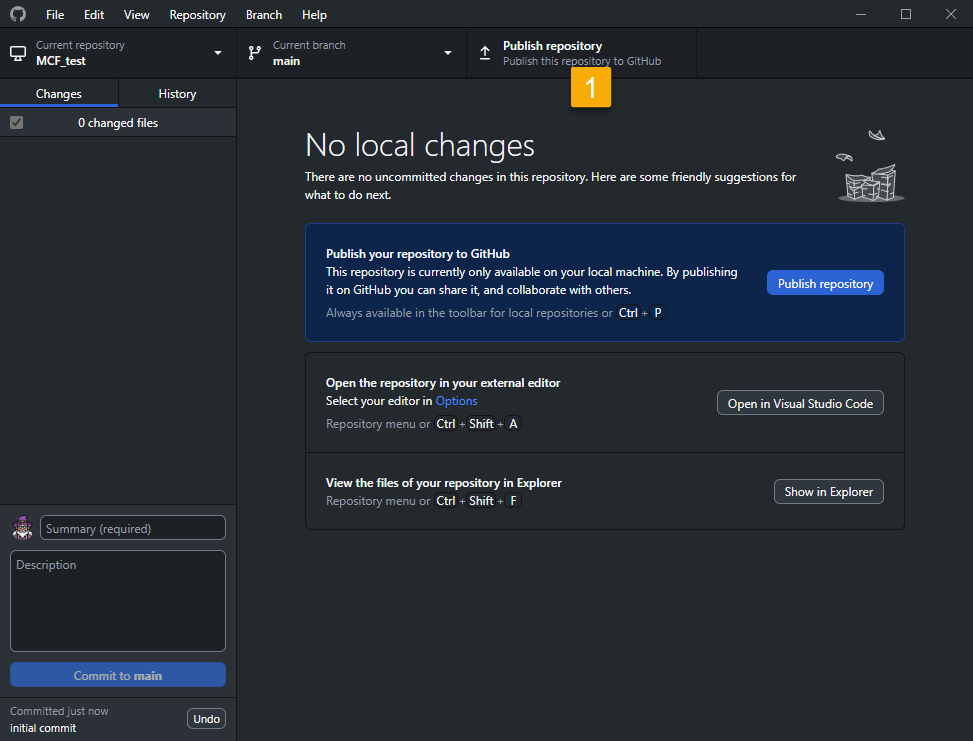 File Edit View Repository Branch Help
Current repository
MCF_test
Current branch
main
Publish repository
Publish this repository to GitHub
1
Changes History
0 changed files
No local changes
There are no uncommitted changes in this repository. Here are some friendly suggestions for
what to do next.
Publish your repository to GitHub
This repository is currently only available on your local machine. By publishing
it on GitHub you can share it, and collaborate with others.
Always available in the toolbar for local repositories or Ctrl + P
Publish repository
Open the repository in your external editor
Select your editor in Options
Repository menu or Ctrl + Shift + A
Open in Visual Studio Code
View the files of your repository in Explorer
Repository menu or Ctrl + Shift + F
Show in Explorer
Summary (required)
Description
Commit to main
Committed just now
initial commit
Undo